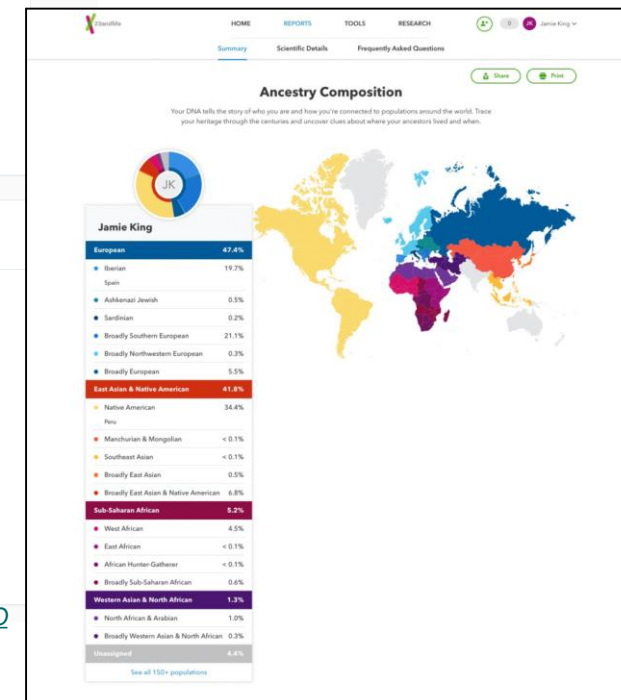 23andMe
HOME REPORTS TOOLS RESEARCH 0 JK Jamie King
Summary Scientific Details Frequently Asked Questions
Share Print
Ancestry Composition
Your DNA tells the story of who you are and how you're connected to populations around the world. Trace
your heritage through the centuries and uncover clues about where your ancestors lived and when.
JK
Jamie King
European 47.4%
Iberian 19.7%
Spain
Ashkenazi Jewish 0.5%
Sardinian 0.2%
Broadly Southern European 21.1%
Broadly Northwestern European 0.3%
Broadly European 5.5%
East Asian & Native American 41.8%
Native American 34.4%
Peru
Manchurian & Mongolian < 0.1%
Southeast Asian < 0.1%
Broadly East Asian 0.5%
Broadly East Asian & Native American 6.8%
Sub-Saharan African 5.2%
West African 4.5%
East African < 0.1%
African Hunter-Gatherer < 0.1%
Broadly Sub-Saharan African 0.6%
Western Asian & North African 1.3%
North African & Arabian 1.0%
Broadly Western Asian & North African 0.3%
Unassigned 4.4%
See all 150+ populations